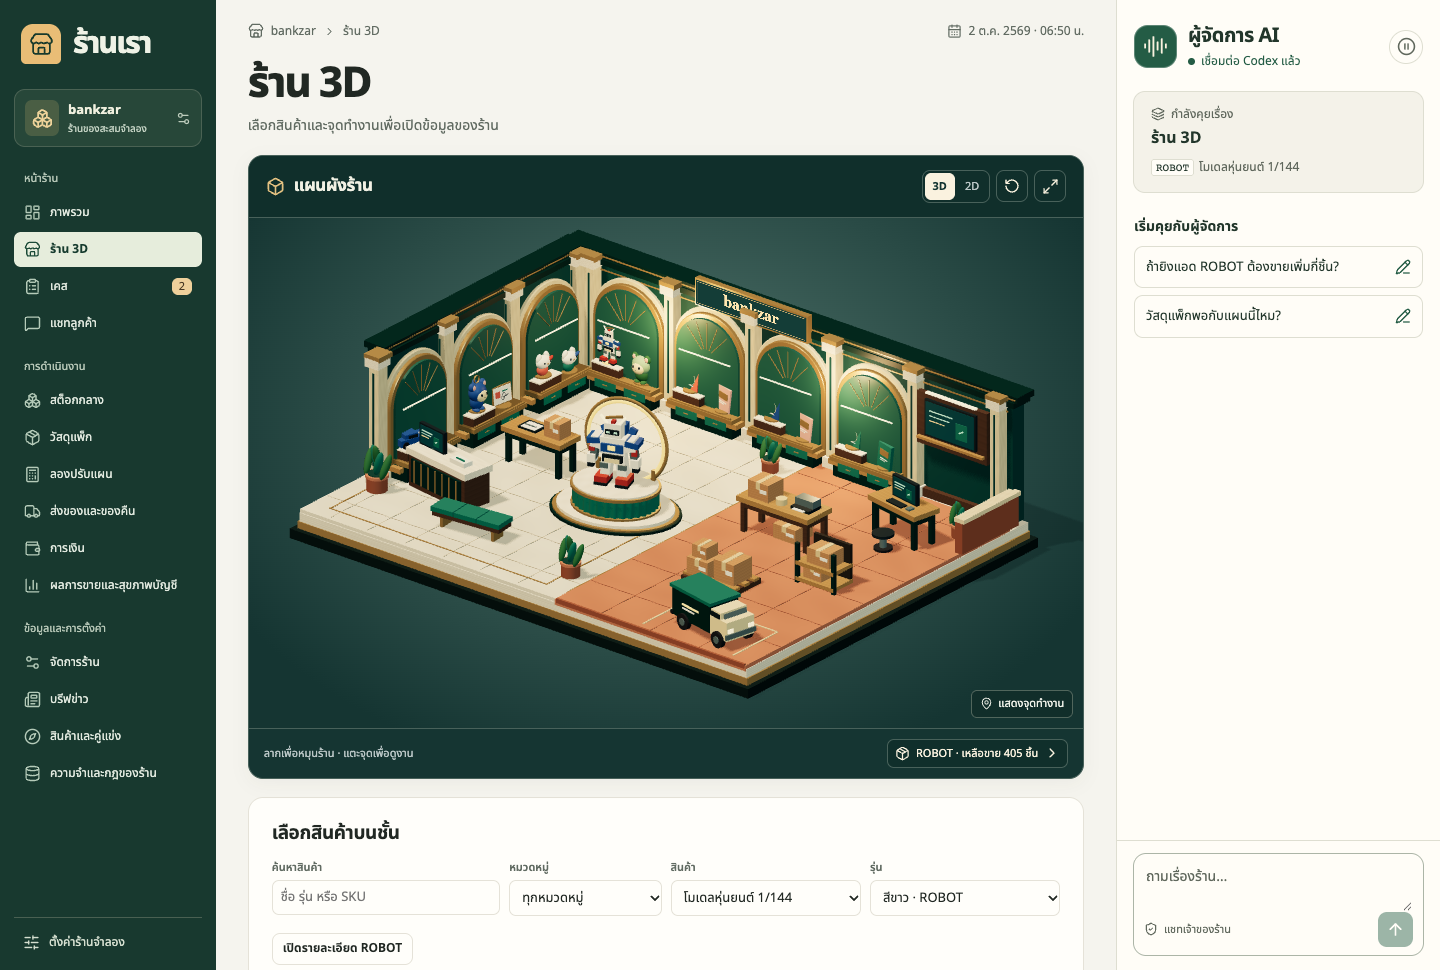 ร้านเรา
bankzar
ร้านของสะสมจำลอง
หน้าร้าน
ภาพรวม
ร้าน 3D
เคส
2
แชทลูกค้า
การดำเนินงาน
สต็อกกลาง
วัสดุแพ็ก
ลองปรับแผน
ส่งของและของคืน
การเงิน
ผลการขายและสุขภาพบัญชี
ข้อมูลและการตั้งค่า
จัดการร้าน
บรีฟข่าว
สินค้าและคู่แข่ง
ความจำและกฎของร้าน
ตั้งค่าร้านจำลอง
bankzar
ร้าน 3D
2 ต.ค. 2569 · 06:50 น.
ร้าน 3D
เลือกสินค้าและจุดทำงานเพื่อเปิดข้อมูลของร้าน
แผนผังร้าน
3D
2D
bankzar
แสดงจุดทำงาน
ลากเพื่อหมุนร้าน · แตะจุดเพื่อดูงาน
ROBOT · เหลือขาย 405 ชิ้น
เลือกสินค้าบนชั้น
ค้นหาสินค้า
ชื่อ รุ่น หรือ SKU
หมวดหมู่
ทุกหมวดหมู่
สินค้า
โมเดลหุ่นยนต์ 1/144
รุ่น
สีขาว · ROBOT
เปิดรายละเอียด ROBOT
ผู้จัดการ AI
เชื่อมต่อ Codex แล้ว
กำลังคุยเรื่อง
ร้าน 3D
ROBOT โมเดลหุ่นยนต์ 1/144
เริ่มคุยกับผู้จัดการ
ถ้ายิงแอด ROBOT ต้องขายเพิ่มกี่ชิ้น?
วัสดุแพ็กพอกับแผนนี้ไหม?
ถามเรื่องร้าน...
แชทเจ้าของร้าน